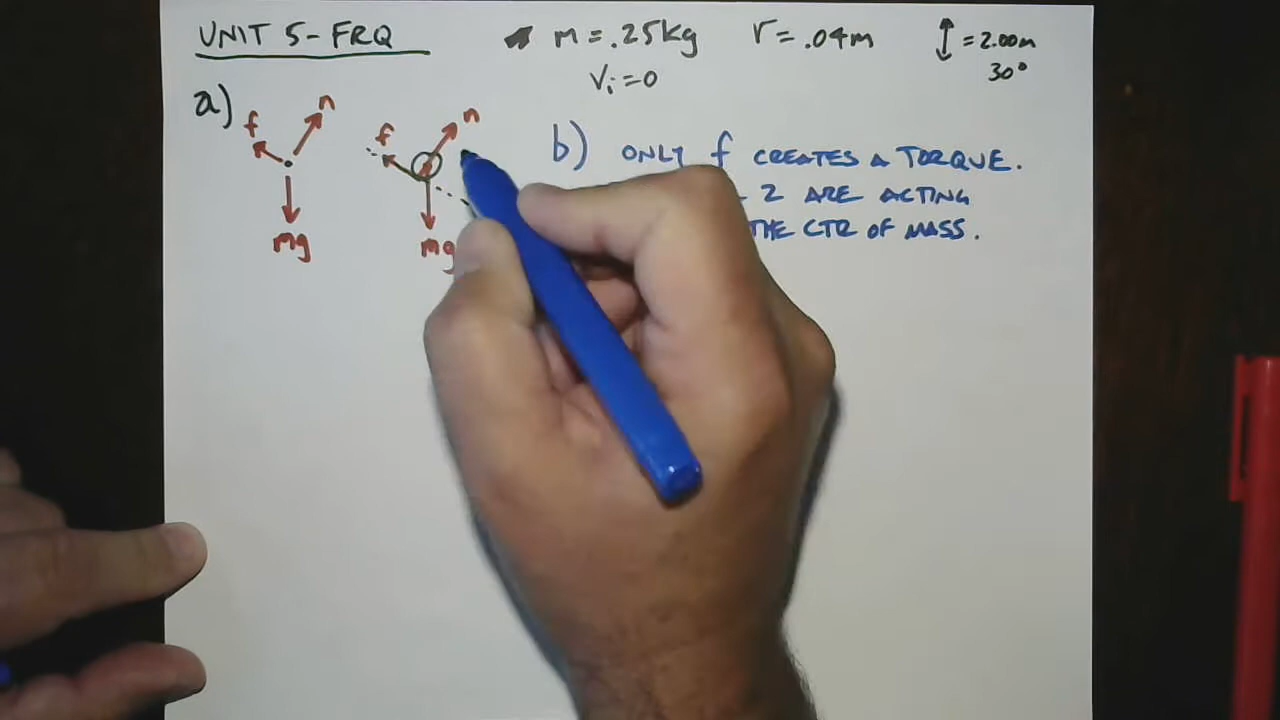 UNIT 5-FRQ
m=.25kg r=.04m ↕=2.00m
Vi=0 30°
a) f n mg
f n mg
b) ONLY f CREATES A TORQUE.
2 ARE ACTING
THE CTR OF MASS.